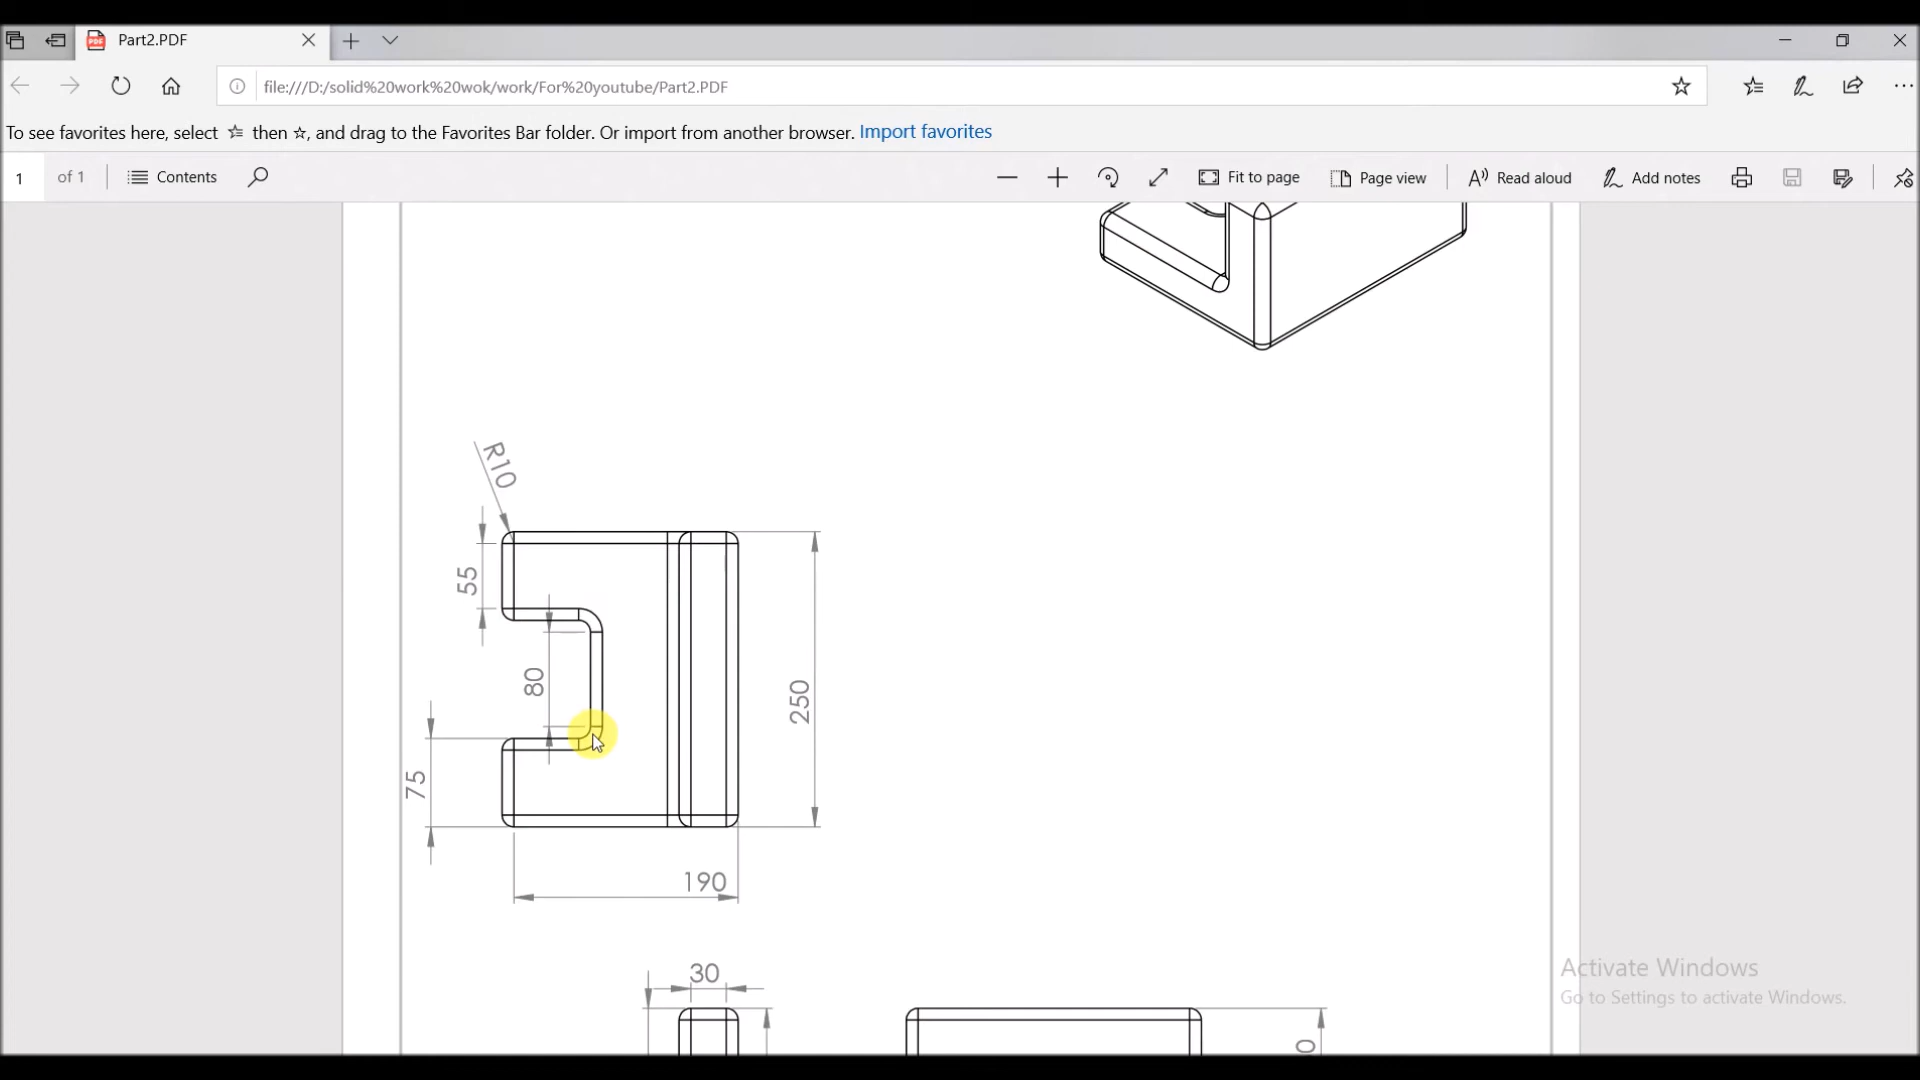 Part2.PDF
file:///D:/solid%20work%20wok/work/For%20youtube/Part2.PDF
To see favorites here, select ☆ then ☆, and drag to the Favorites Bar folder. Or import from another browser. Import favorites
1 of 1 Contents Fit to page Page view Read aloud Add notes
R10
55
80
250
75
190
30
0
Activate Windows
Go to Settings to activate Windows.